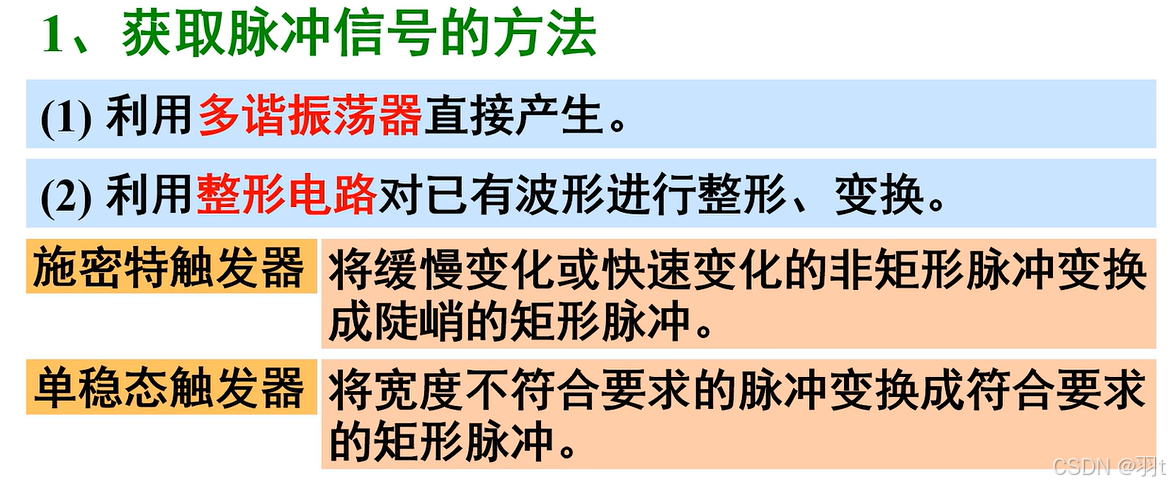 1、获取脉冲信号的方法
(1) 利用多谐振荡器直接产生。
(2) 利用整形电路对已有波形进行整形、变换。
施密特触发器
将缓慢变化或快速变化的非矩形脉冲变换
成陡峭的矩形脉冲。
单稳态触发器
将宽度不符合要求的脉冲变换成符合要求
的矩形脉冲。
CSDN @羽t